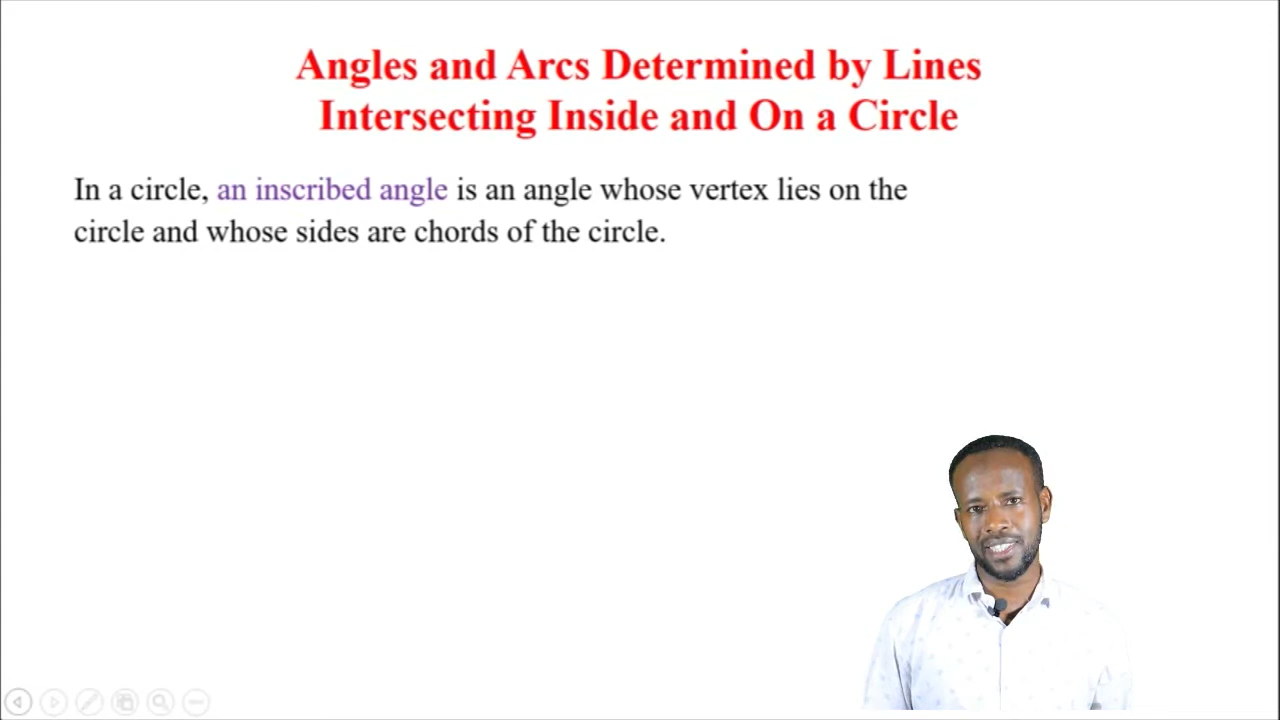 Angles and Arcs Determined by Lines
Intersecting Inside and On a Circle
In a circle, an inscribed angle is an angle whose vertex lies on the
circle and whose sides are chords of the circle.